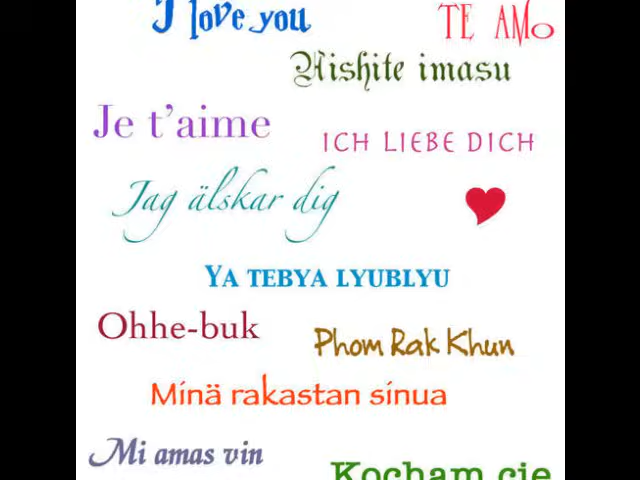 I love you
TE AMo
Aishite imasu
Je t'aime
ICH LIEBE DICH
Jag älskar dig
YA TEBYA LYUBLYU
Ohhe-buk
Phom Rak Khun
Minä rakastan sinua
Mi amas vin
Kocham cie